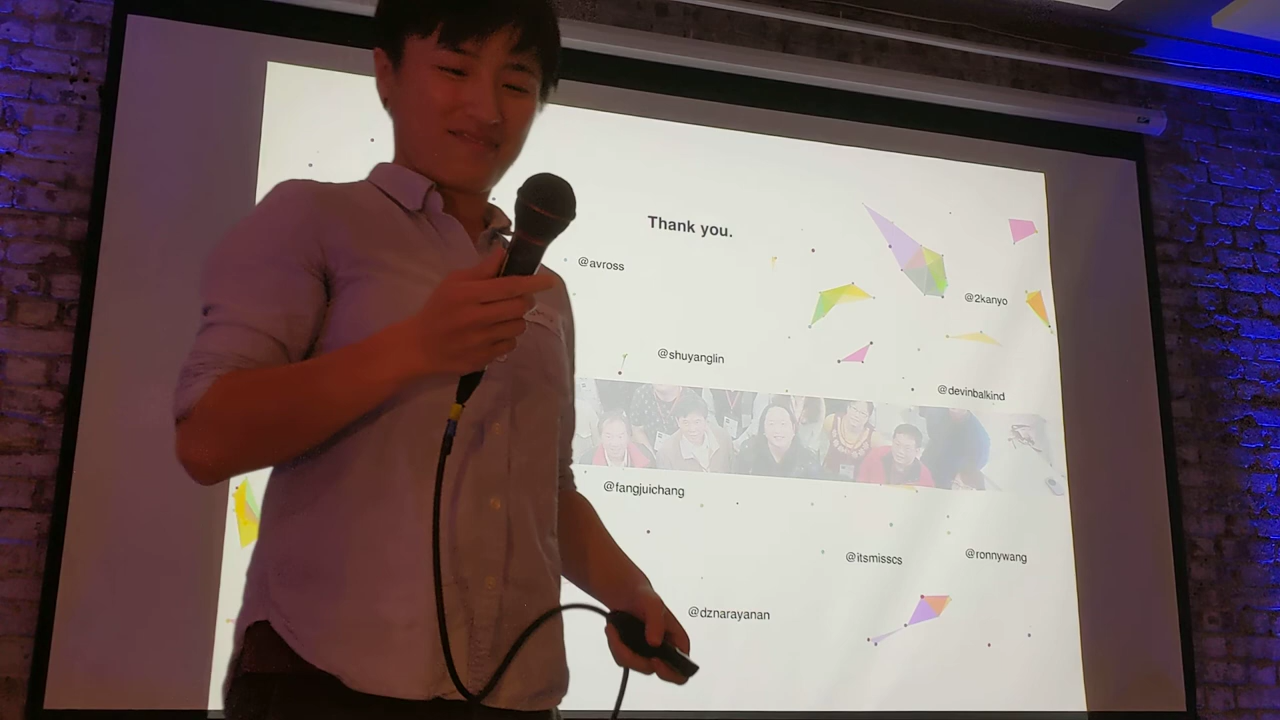 Thank you.
@avross
@2kanyo
@shuyanglin
@devinbalkind
@fangjuichang
@itsmisscs
@ronnywang
@dznarayanan